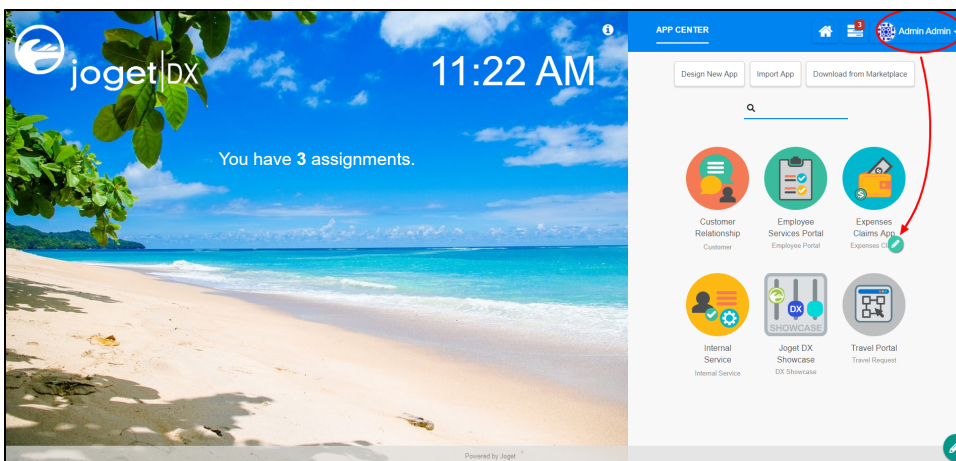 joget DX
11:22 AM
You have 3 assignments.
Powered by Joget
APP CENTER
3
Admin Admin
Design New App
Import App
Download from Marketplace
Customer
Relationship
Customer
Employee
Services Portal
Employee Portal
Expenses
Claims App
Expenses Cl
Internal
Service
Internal Service
DX
SHOWCASE
Joget DX
Showcase
DX Showcase
Travel Portal
Travel Request